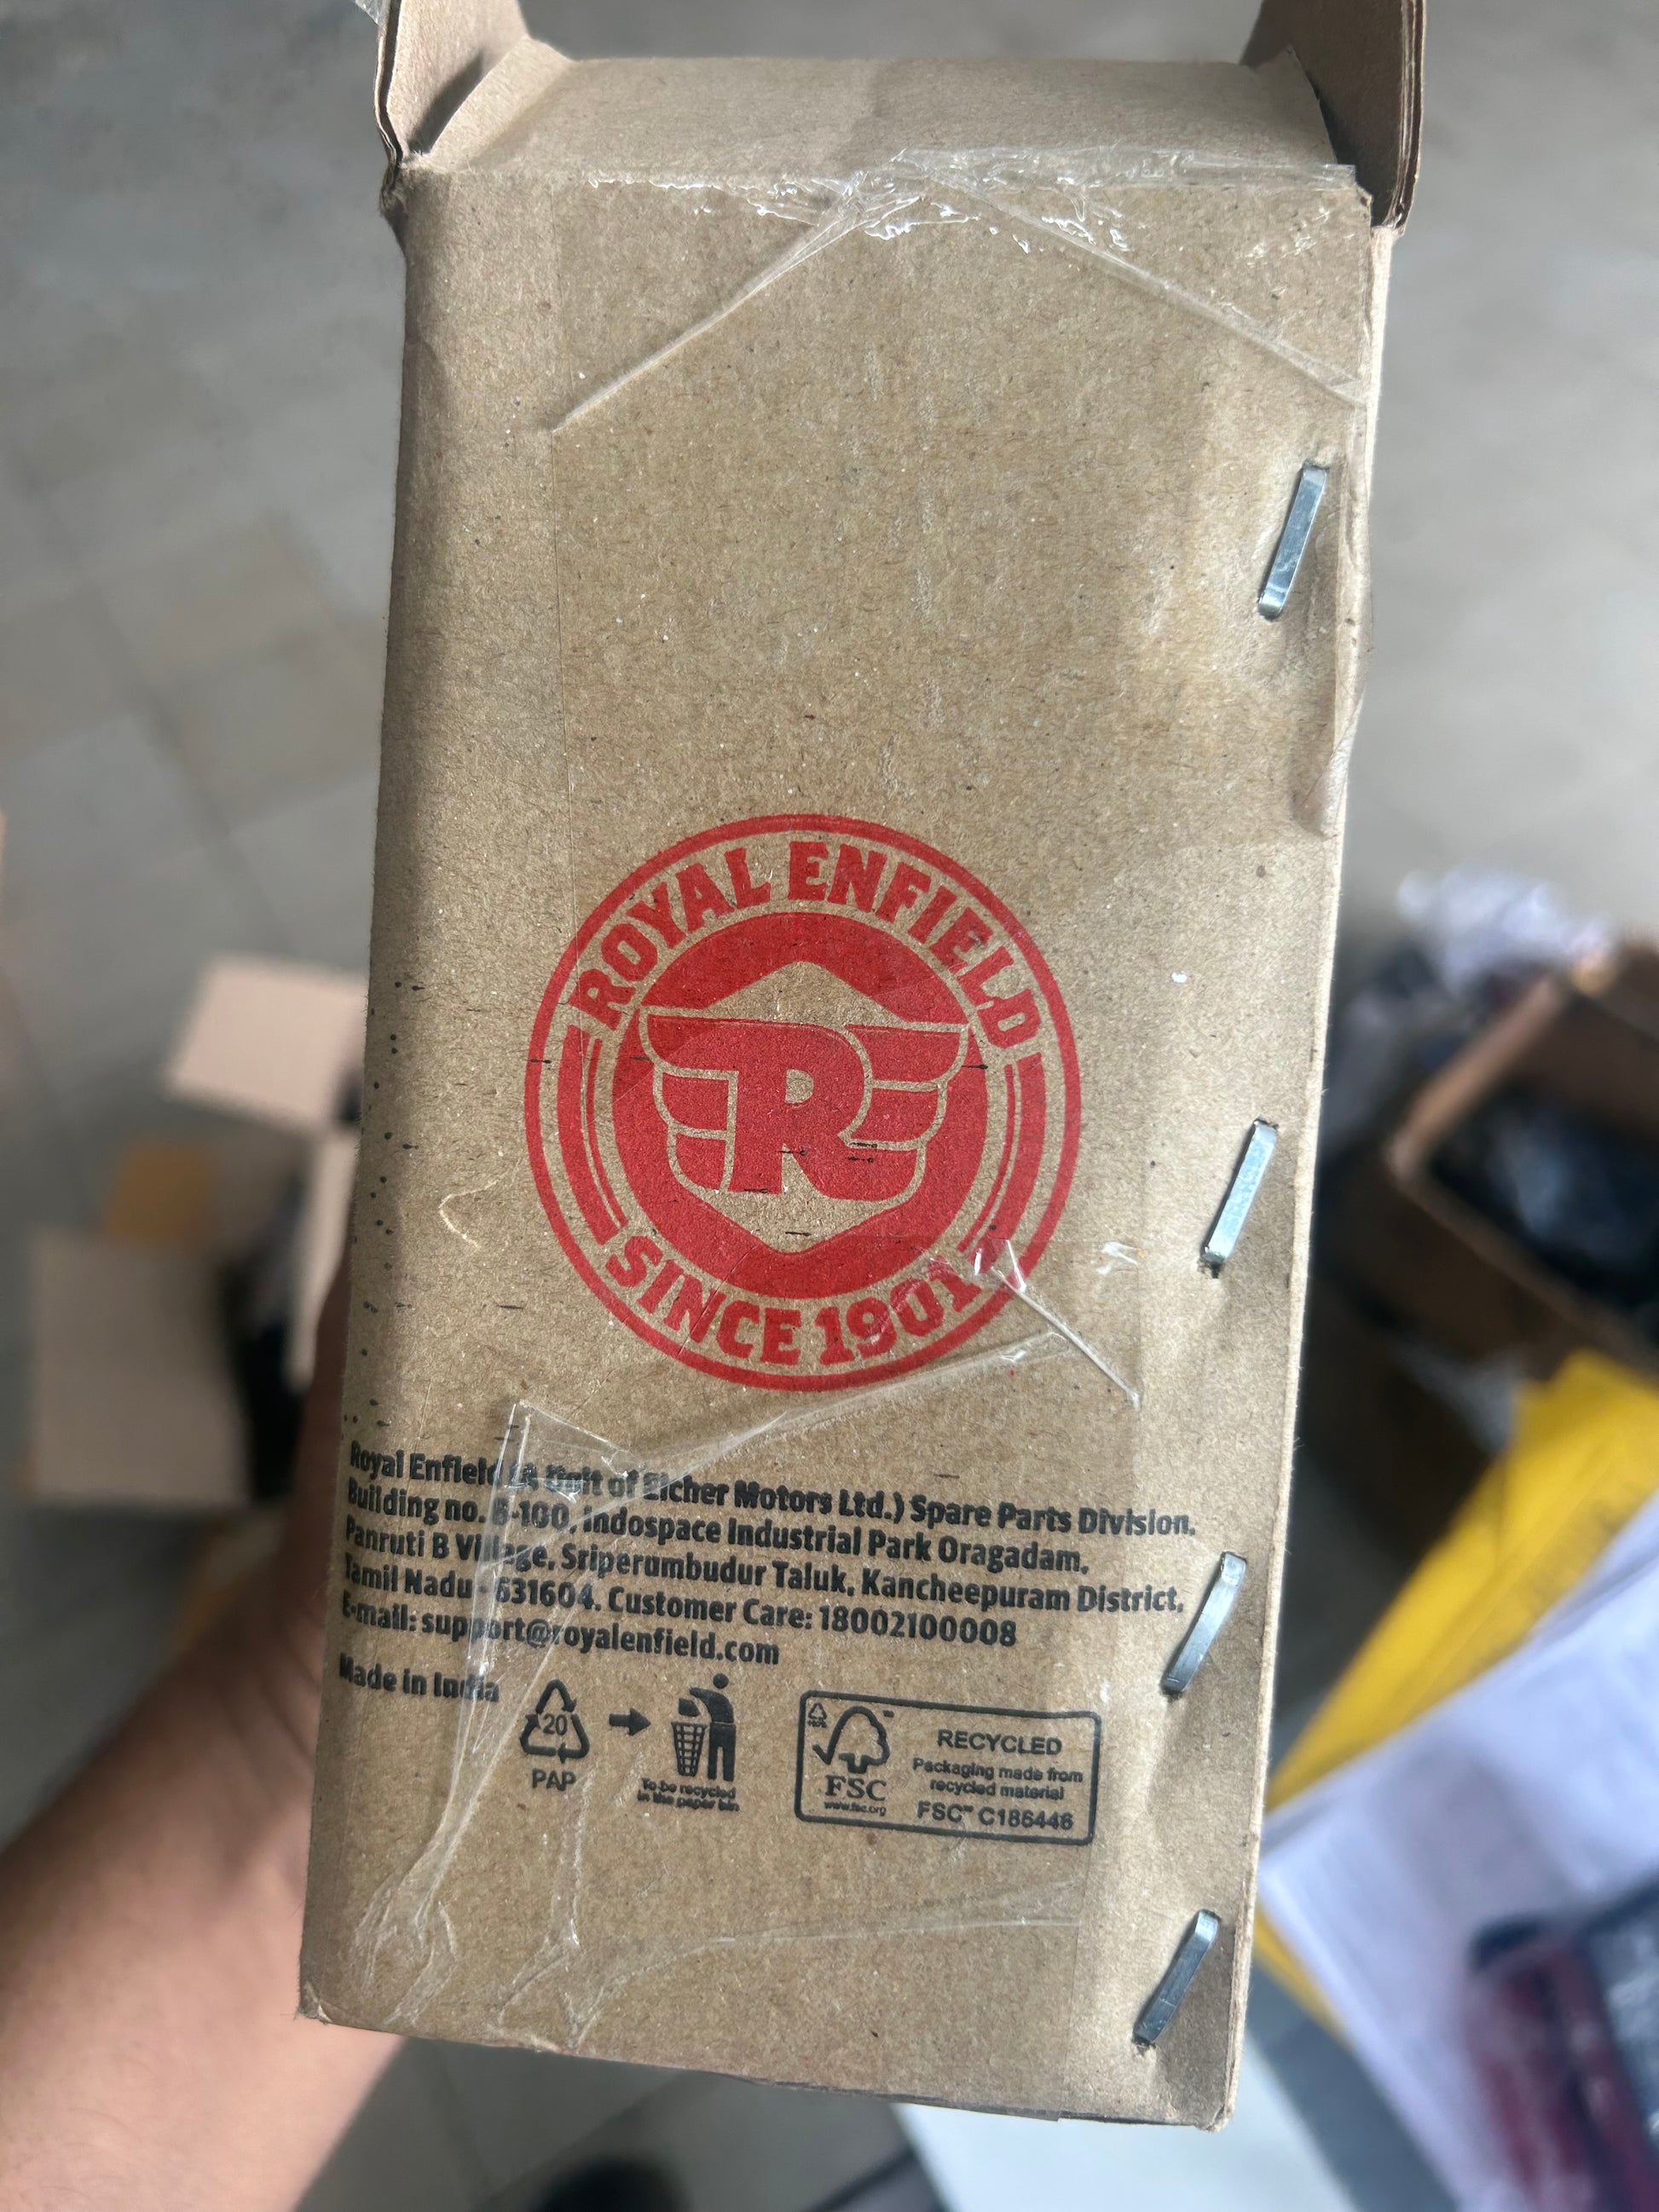 ROYAL ENFIELD
R
SINCE 1901
Royal Enfield (A Unit of Eicher Motors Ltd.) Spare Parts Division.
Building no. B-100, Indospace Industrial Park Oragadam,
Panruti B Village, Sriperumbudur Taluk, Kancheepuram District,
Tamil Nadu - 631604. Customer Care: 18002100008
E-mail: support@royalenfield.com
Made in India
20
PAP
To be recycled
in the paper bin
FSC
www.fsc.org
RECYCLED
Packaging made from
recycled material
FSC™ C186446